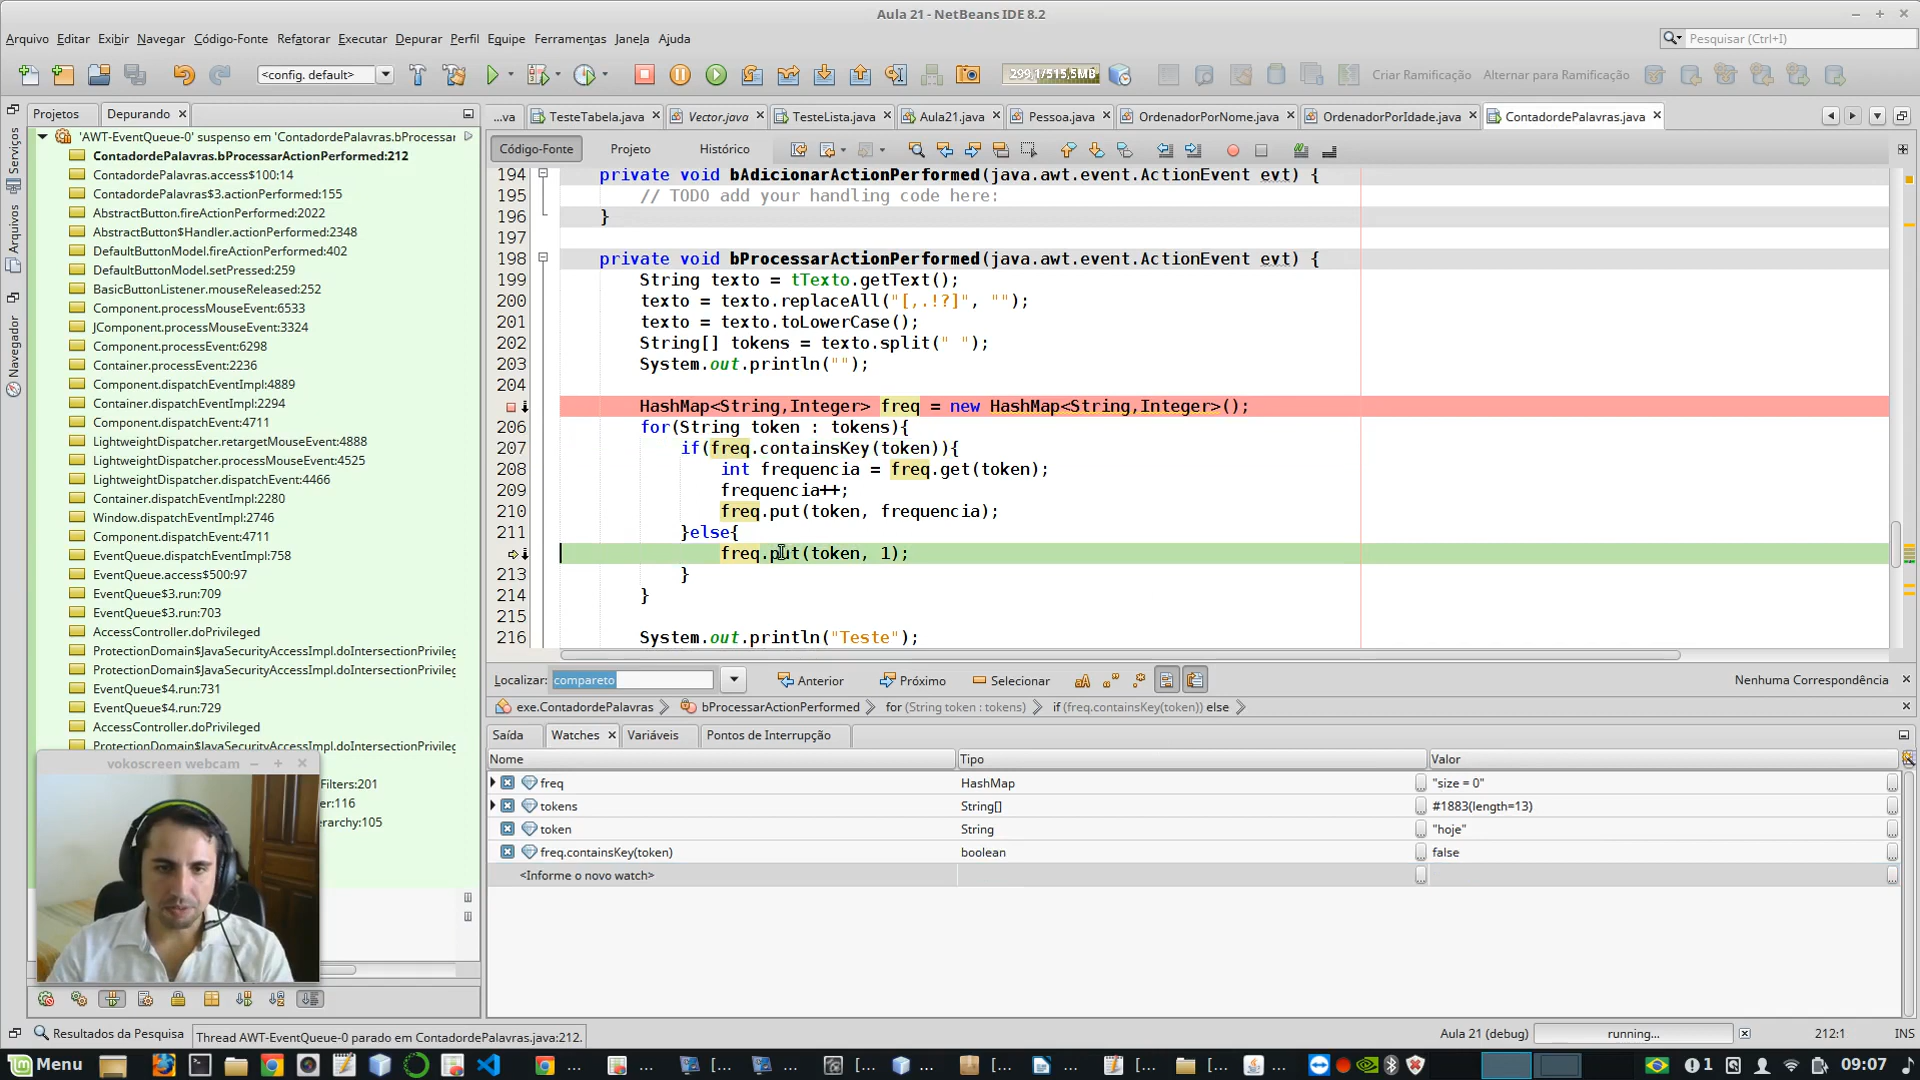 Aula 21 - NetBeans IDE 8.2
Arquivo Editar Exibir Navegar Código-Fonte Refatorar Executar Depurar Perfil Equipe Ferramentas Janela Ajuda
Pesquisar (Ctrl+I)
<config. default>
299,1/515,5MB
Criar Ramificação
Alternar para Ramificação
Projetos
Depurando
...va
TesteTabela.java
Vector.java
TesteLista.java
Aula21.java
Pessoa.java
OrdenadorPorNome.java
OrdenadorPorIdade.java
ContadordePalavras.java
Serviços
Arquivos
Navegador
'AWT-EventQueue-0' suspenso em 'ContadordePalavras.bProcessar
ContadordePalavras.bProcessarActionPerformed:212
ContadordePalavras.access$100:14
ContadordePalavras$3.actionPerformed:155
AbstractButton.fireActionPerformed:2022
AbstractButton$Handler.actionPerformed:2348
DefaultButtonModel.fireActionPerformed:402
DefaultButtonModel.setPressed:259
BasicButtonListener.mouseReleased:252
Component.processMouseEvent:6533
JComponent.processMouseEvent:3324
Component.processEvent:6298
Container.processEvent:2236
Component.dispatchEventImpl:4889
Container.dispatchEventImpl:2294
Component.dispatchEvent:4711
LightweightDispatcher.retargetMouseEvent:4888
LightweightDispatcher.processMouseEvent:4525
LightweightDispatcher.dispatchEvent:4466
Container.dispatchEventImpl:2280
Window.dispatchEventImpl:2746
Component.dispatchEvent:4711
EventQueue.dispatchEventImpl:758
EventQueue.access$500:97
EventQueue$3.run:709
EventQueue$3.run:703
AccessController.doPrivileged
ProtectionDomain$JavaSecurityAccessImpl.doIntersectionPrivileg
ProtectionDomain$JavaSecurityAccessImpl.doIntersectionPrivileg
EventQueue$4.run:731
EventQueue$4.run:729
AccessController.doPrivileged
ProtectionDomain$JavaSecurityAccessImpl.doIntersectionPrivileg
Filters:201
er:116
erarchy:105
vokoscreen webcam
Código-Fonte
Projeto
Histórico
194 private void bAdicionarActionPerformed(java.awt.event.ActionEvent evt) {
195 // TODO add your handling code here:
196 }
197
198 private void bProcessarActionPerformed(java.awt.event.ActionEvent evt) {
199 String texto = tTexto.getText();
200 texto = texto.replaceAll("[,.!?]", "");
201 texto = texto.toLowerCase();
202 String[] tokens = texto.split(" ");
203 System.out.println("");
204
HashMap<String,Integer> freq = new HashMap<String,Integer>();
206 for(String token : tokens){
207 if(freq.containsKey(token)){
208 int frequencia = freq.get(token);
209 frequencia++;
210 freq.put(token, frequencia);
211 }else{
freq.put(token, 1);
213 }
214 }
215
216 System.out.println("Teste");
Localizar: compareto
Anterior
Próximo
Selecionar
Nenhuma Correspondência
exe.ContadordePalavras
bProcessarActionPerformed
for (String token : tokens)
if (freq.containsKey(token)) else
Saída
Watches
Variáveis
Pontos de Interrupção
Nome Tipo Valor
freq HashMap "size = 0"
tokens String[] #1883(length=13)
token String "hoje"
freq.containsKey(token) boolean false
<Informe o novo watch>
Resultados da Pesquisa
Thread AWT-EventQueue-0 parado em ContadordePalavras.java:212.
Aula 21 (debug)
running...
212:1
INS
Menu
... ... [... [... [... [... [... [... [... [... [... ...
1
09:07